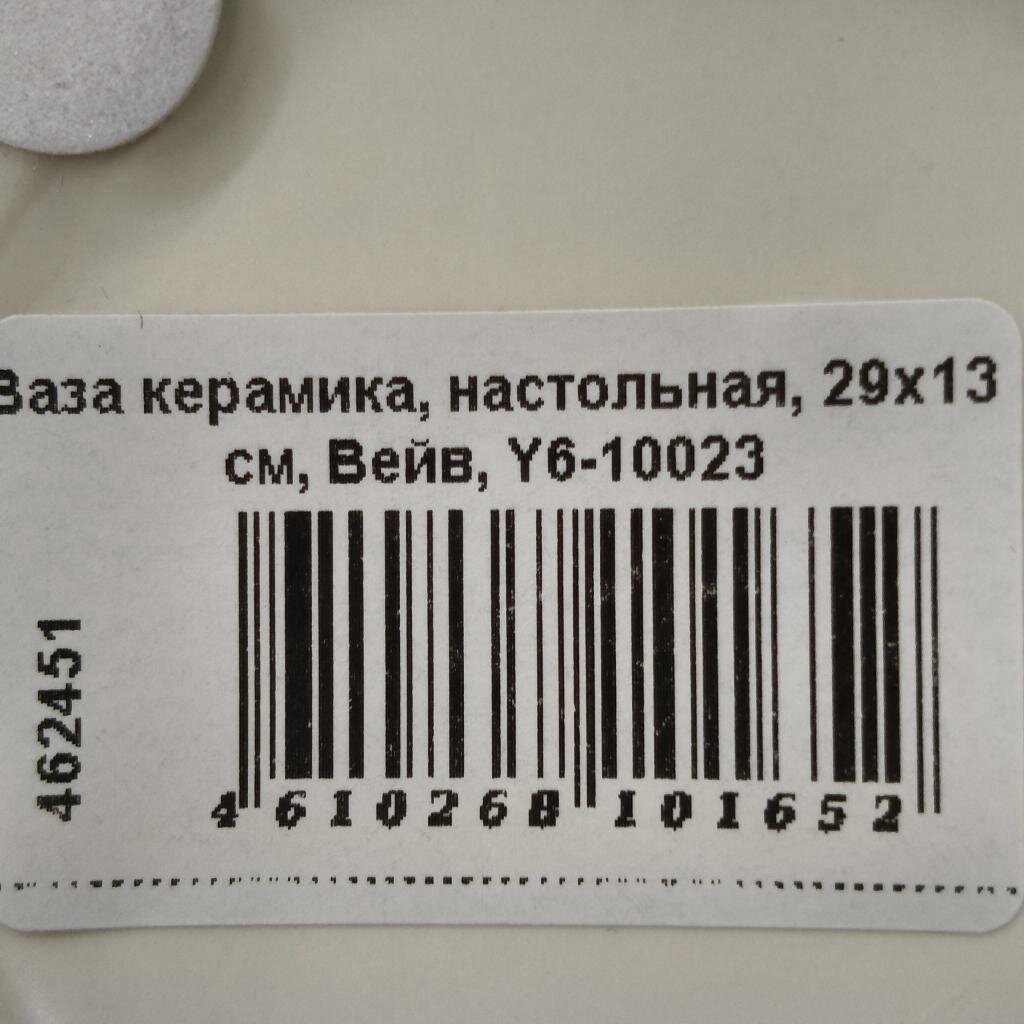 Ваза керамика, настольная, 29х13
см, Вейв, Y6-10023
462451
4 610268 101652